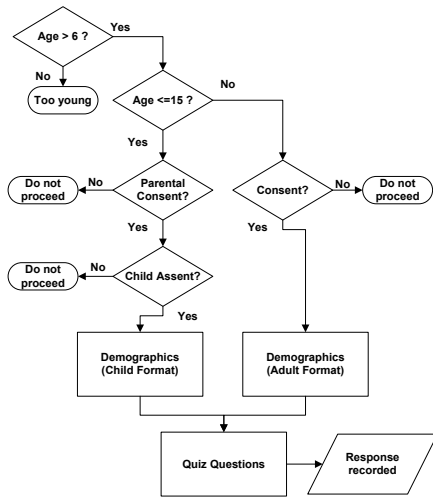 Age > 6 ?
Yes
No
Too young
Age <=15 ?
No
Yes
Do not
proceed
No
Parental
Consent?
Consent?
No
Do not
proceed
Yes
Yes
Do not
proceed
No
Child Assent?
Yes
Demographics
(Child Format)
Demographics
(Adult Format)
Quiz Questions
Response
recorded